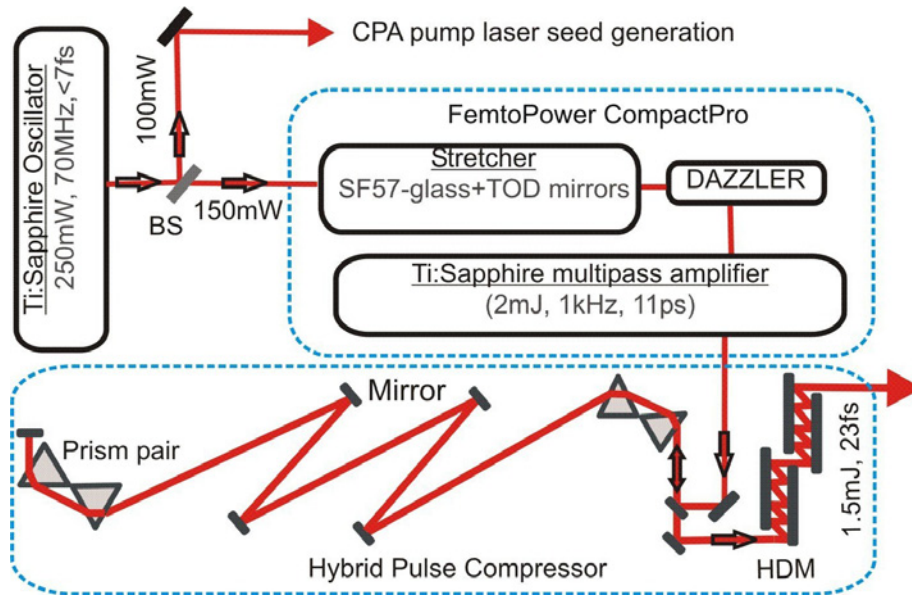 CPA pump laser seed generation
Ti:Sapphire Oscillator
250mW, 70MHz,<7fs
100mW
BS
150mW
FemtoPower CompactPro
Stretcher
SF57-glass+TOD mirrors
DAZZLER
Ti:Sapphire multipass amplifier
(2mJ, 1kHz, 11ps)
Mirror
Prism pair
Hybrid Pulse Compressor
HDM
1.5mJ, 23fs